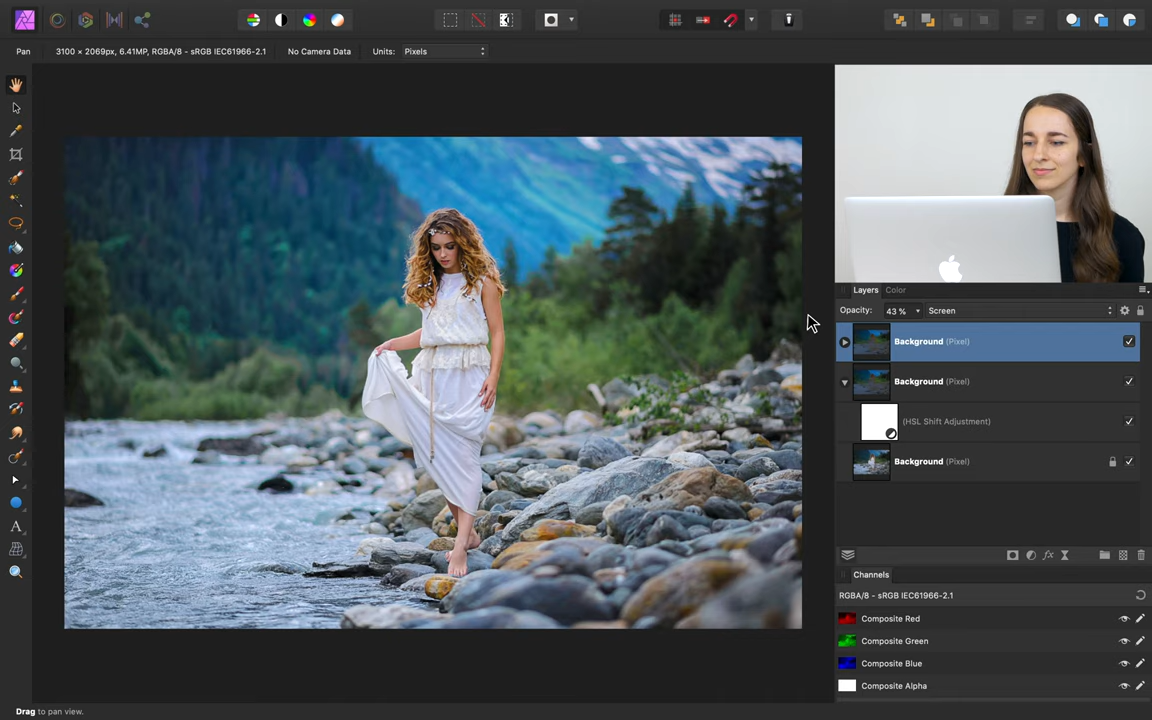 Pan
3100 × 2069px, 6.41MP, RGBA/8 - sRGB IEC61966-2.1
No Camera Data
Units:
Pixels
Layers
Color
Opacity:
43 %
Screen
Background (Pixel)
Background (Pixel)
(HSL Shift Adjustment)
Background (Pixel)
Channels
RGBA/8 - sRGB IEC61966-2.1
Composite Red
Composite Green
Composite Blue
Composite Alpha
Drag to pan view.